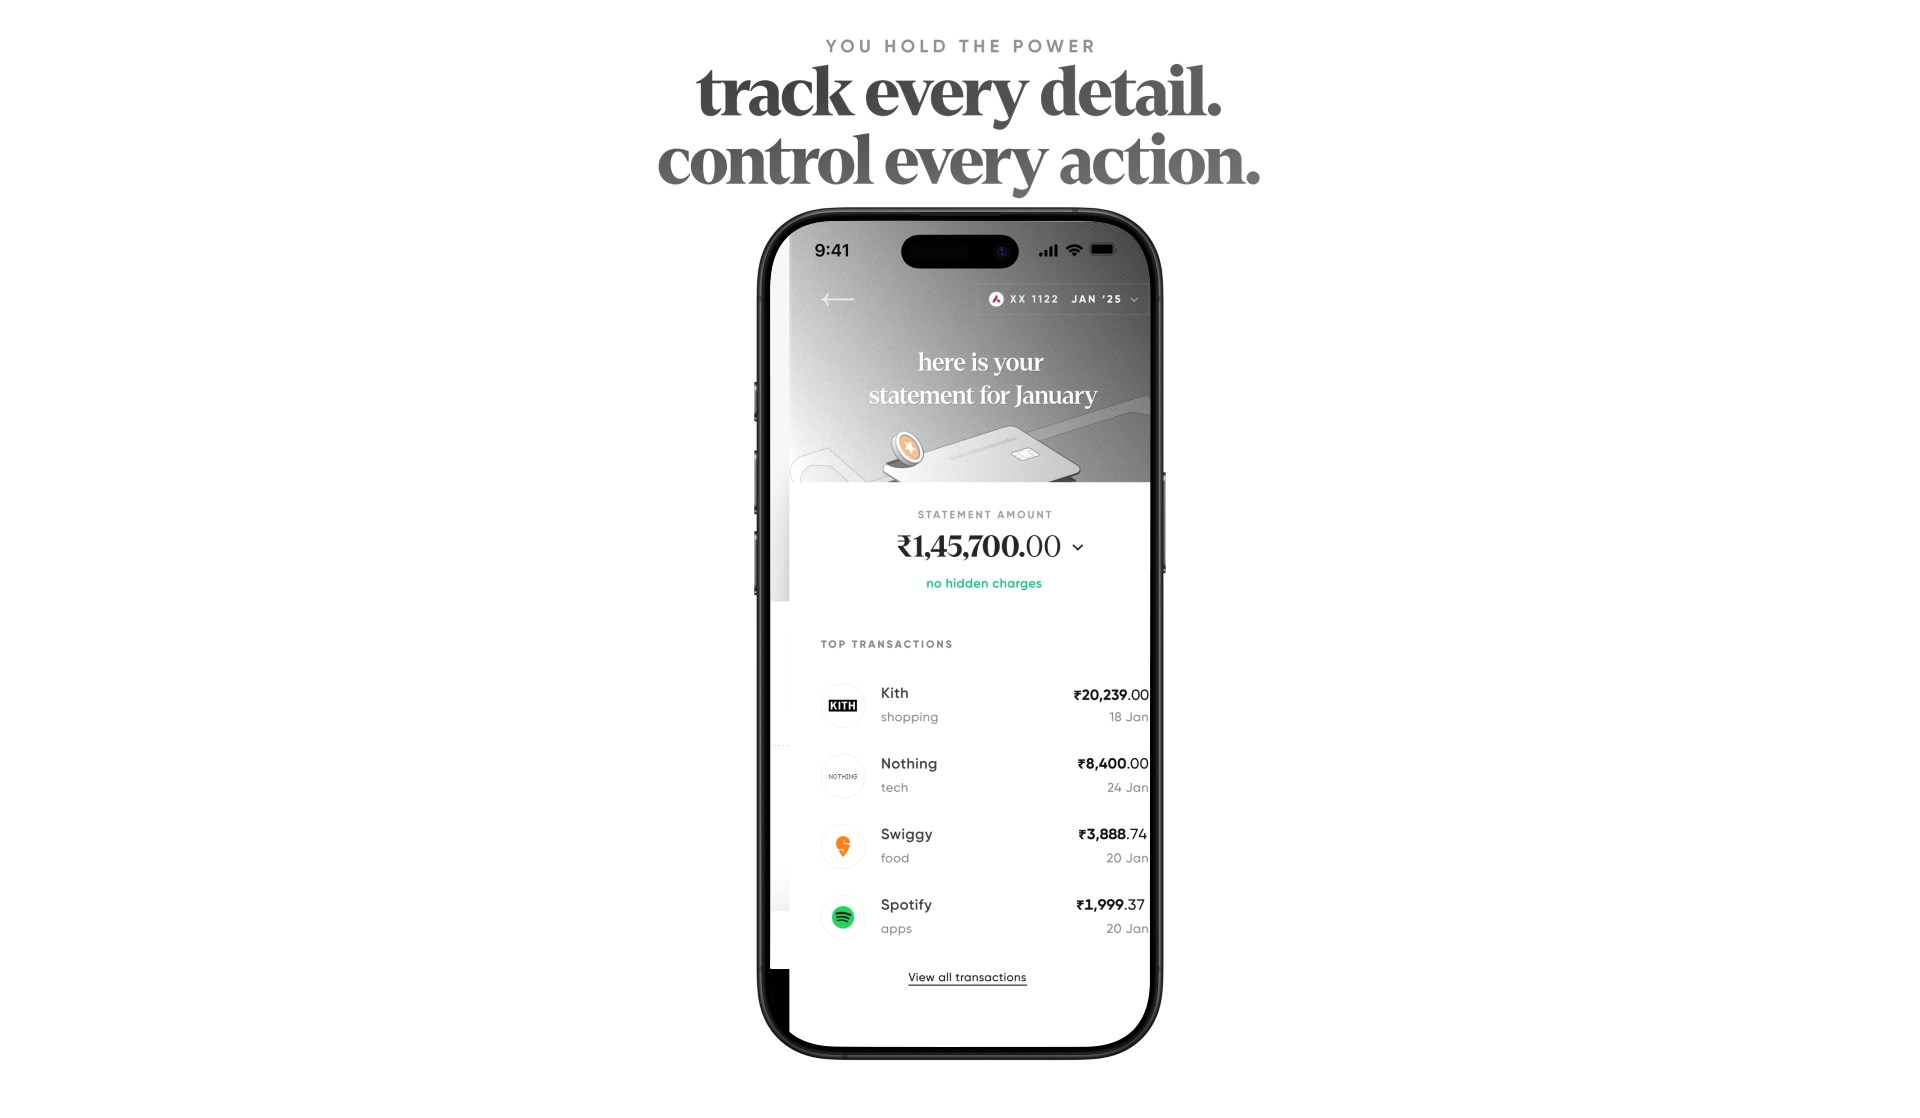 YOU HOLD THE POWER
track every detail.
control every action.
9:41
XX 1122 JAN '25
here is your
statement for January
STATEMENT AMOUNT
₹1,45,700.00
no hidden charges
TOP TRANSACTIONS
KITH
Kith
₹20,239.00
shopping
18 Jan
NOTHING
Nothing
₹8,400.00
tech
24 Jan
Swiggy
₹3,888.74
food
20 Jan
Spotify
₹1,999.37
apps
20 Jan
View all transactions